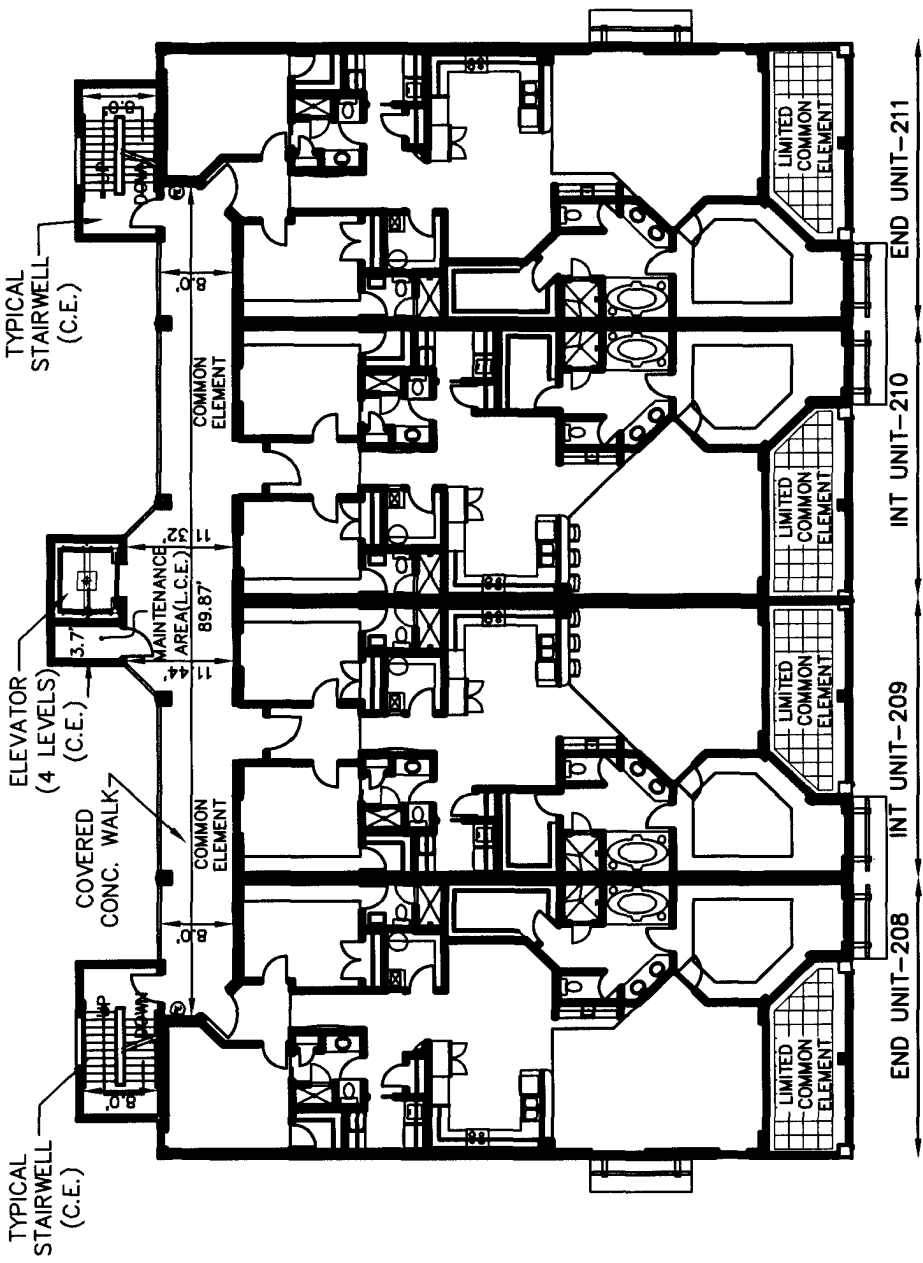 TYPICAL
STAIRWELL
(C.E.)
ELEVATOR
(4 LEVELS)
(C.E.)
TYPICAL
STAIRWELL
(C.E.)
COVERED
CONC. WALK
UP
DOWN
8.0'
3.7'
UP
DOWN
8.0'
8.0'
COMMON
ELEMENT
11.44'
MAINTENANCE
AREA(L.C.E.)
89.87'
11.32'
COMMON
ELEMENT
8.0'
LIMITED
COMMON
ELEMENT
LIMITED
COMMON
ELEMENT
LIMITED
COMMON
ELEMENT
LIMITED
COMMON
ELEMENT
END UNIT-208
INT UNIT-209
INT UNIT-210
END UNIT-211